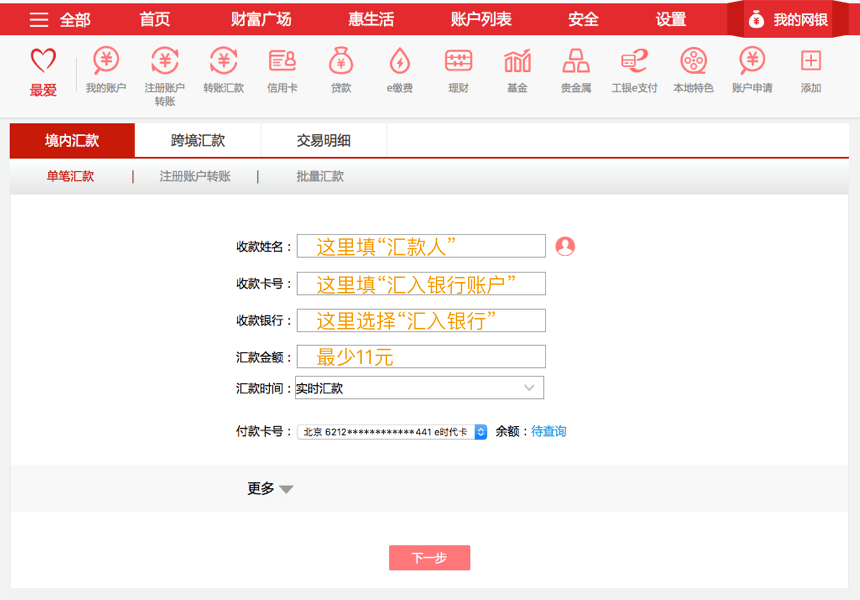 全部 首页 财富广场 惠生活 账户列表 安全 设置 我的网银
最爱 我的账户 注册账户转账 转账汇款 信用卡 贷款 e缴费 理财 基金 贵金属 工银e支付 本地特色 账户申请 添加
境内汇款 跨境汇款 交易明细
单笔汇款 | 注册账户转账 | 批量汇款
收款姓名： 这里填“汇款人”
收款卡号： 这里填“汇入银行账户”
收款银行： 这里选择“汇入银行”
汇款金额： 最少11元
汇款时间： 实时汇款
付款卡号： 北京 6212************441 e时代卡 余额：待查询
更多
下一步